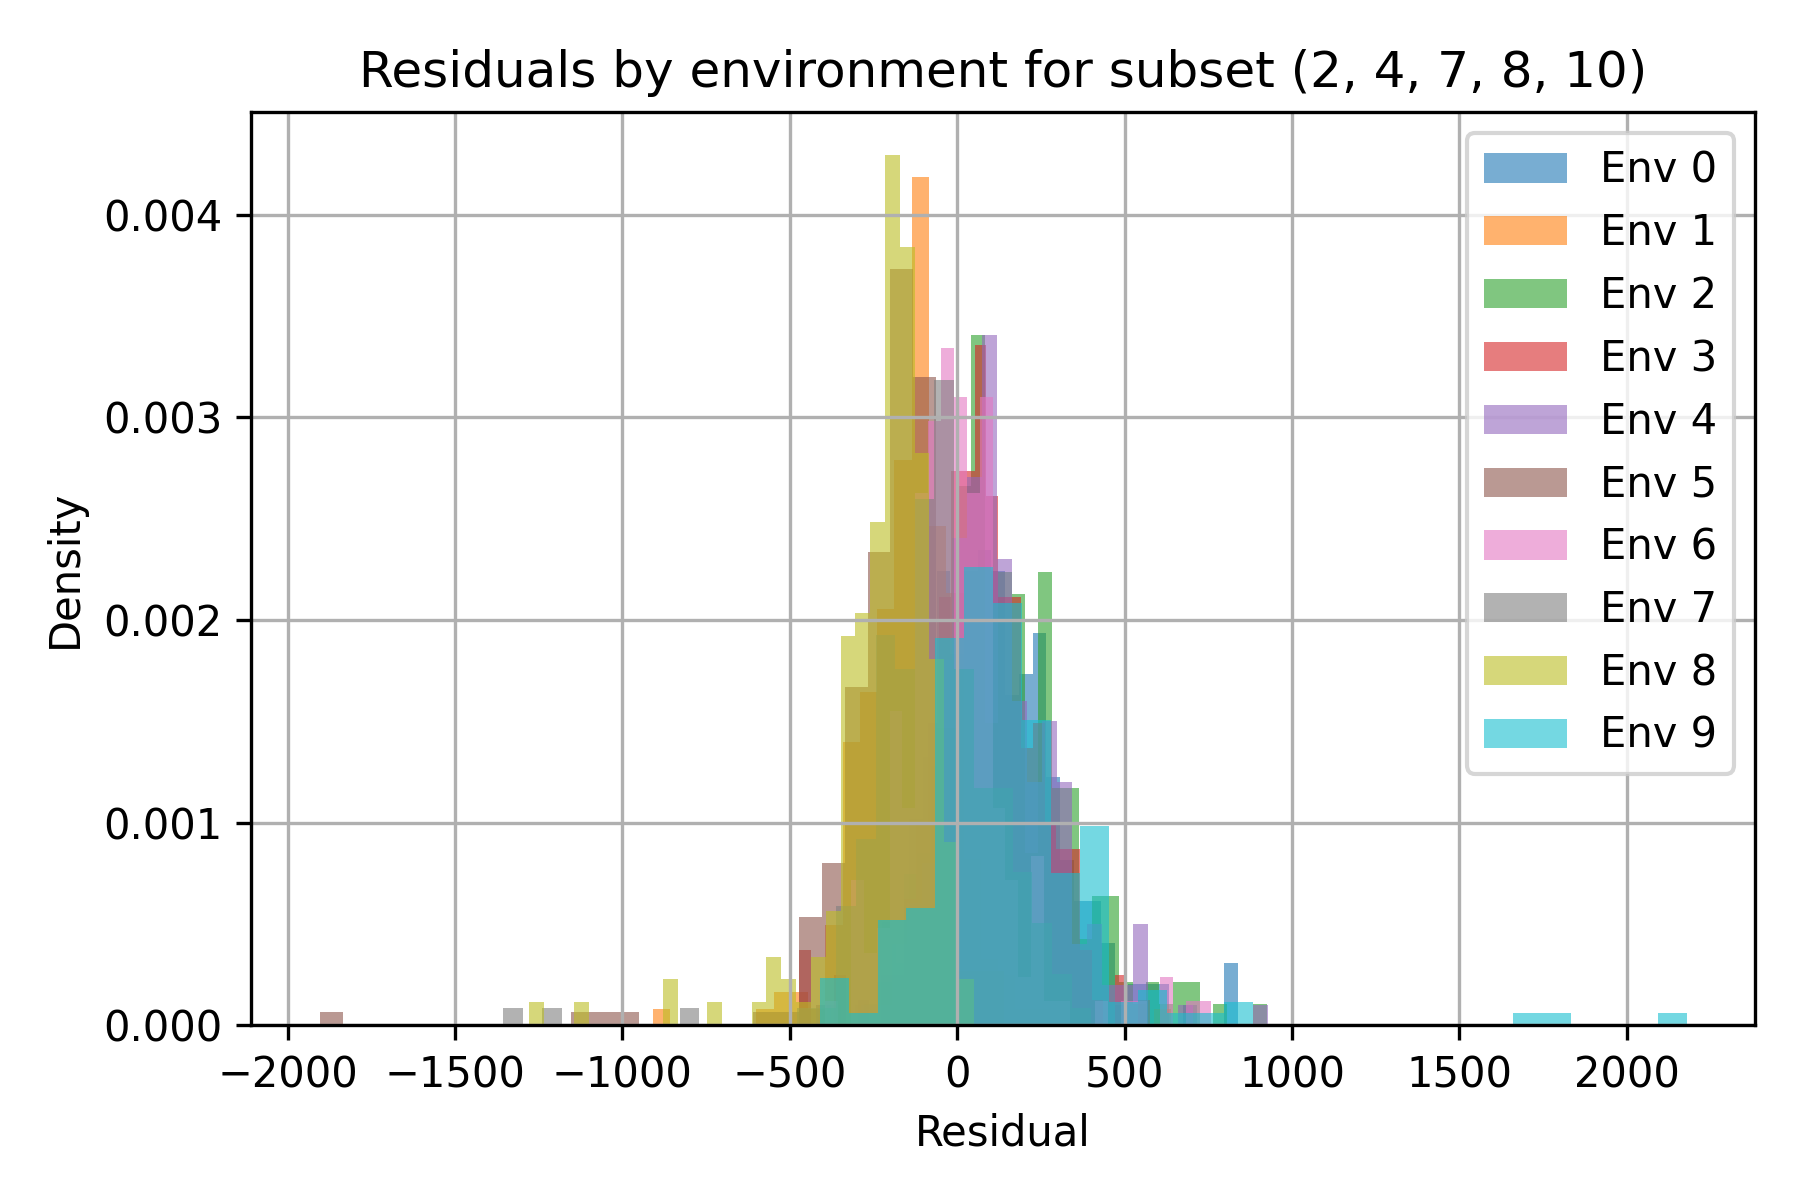 Residuals by environment for subset (2, 4, 7, 8, 10)
Env 0
Env 1
Env 2
Env 3
Env 4
Env 5
Env 6
Env 7
Env 8
Env 9
0.004
0.003
0.002
0.001
0.000
Density
−2000 −1500 −1000 −500 0 500 1000 1500 2000
Residual